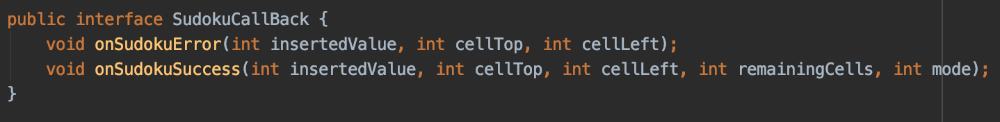 public interface SudokuCallBack {
    void onSudokuError(int insertedValue, int cellTop, int cellLeft);
    void onSudokuSuccess(int insertedValue, int cellTop, int cellLeft, int remainingCells, int mode);
}